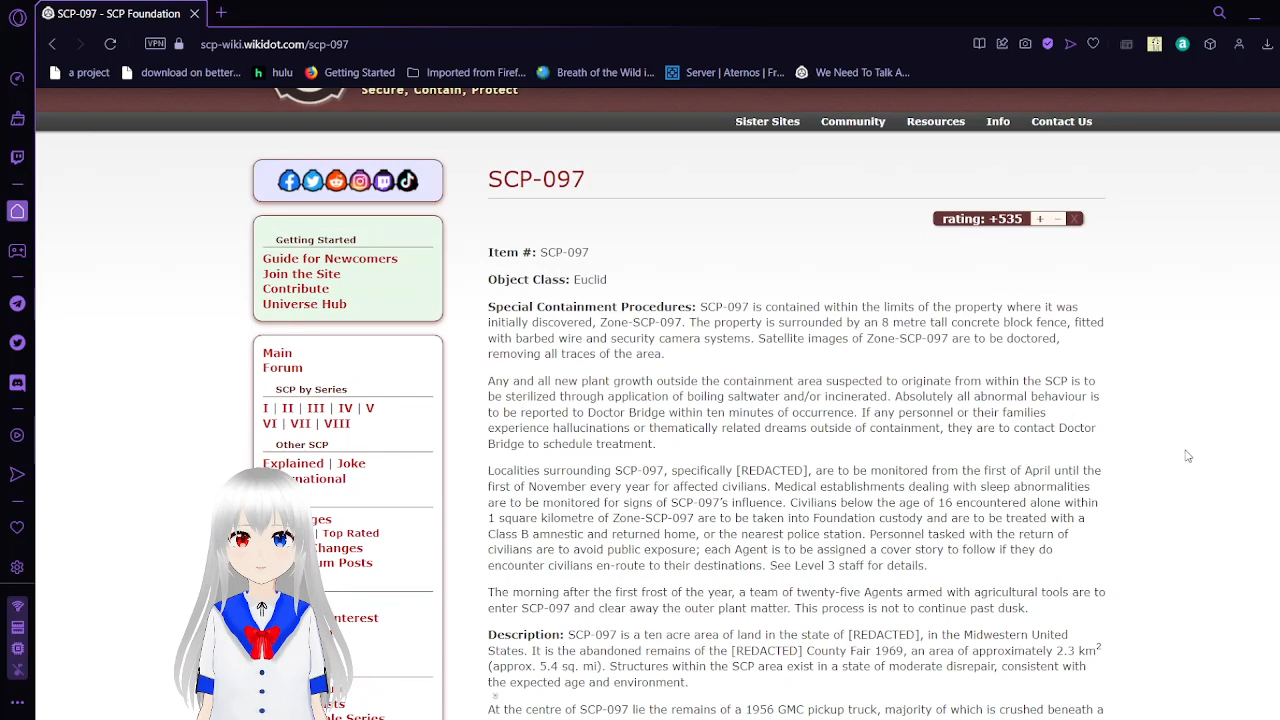 SCP-097 - SCP Foundation
VPN
scp-wiki.wikidot.com/scp-097
a project
download on better...
hulu
Getting Started
Imported from Firef...
Breath of the Wild i...
Server | Aternos | Fr...
We Need To Talk A...
Secure, Contain, Protect
Sister Sites
Community
Resources
Info
Contact Us
Getting Started
Guide for Newcomers
Join the Site
Contribute
Universe Hub
Main
Forum
SCP by Series
I | II | III | IV | V
VI | VII | VIII
Other SCP
Explained | Joke
national
ges
| Top Rated
Changes
um Posts
nterest
ts
le Series
SCP-097
rating: +535 + – X
Item #: SCP-097
Object Class: Euclid
Special Containment Procedures: SCP-097 is contained within the limits of the property where it was
initially discovered, Zone-SCP-097. The property is surrounded by an 8 metre tall concrete block fence, fitted
with barbed wire and security camera systems. Satellite images of Zone-SCP-097 are to be doctored,
removing all traces of the area.
Any and all new plant growth outside the containment area suspected to originate from within the SCP is to
be sterilized through application of boiling saltwater and/or incinerated. Absolutely all abnormal behaviour is
to be reported to Doctor Bridge within ten minutes of occurrence. If any personnel or their families
experience hallucinations or thematically related dreams outside of containment, they are to contact Doctor
Bridge to schedule treatment.
Localities surrounding SCP-097, specifically [REDACTED], are to be monitored from the first of April until the
first of November every year for affected civilians. Medical establishments dealing with sleep abnormalities
are to be monitored for signs of SCP-097's influence. Civilians below the age of 16 encountered alone within
1 square kilometre of Zone-SCP-097 are to be taken into Foundation custody and are to be treated with a
Class B amnestic and returned home, or the nearest police station. Personnel tasked with the return of
civilians are to avoid public exposure; each Agent is to be assigned a cover story to follow if they do
encounter civilians en-route to their destinations. See Level 3 staff for details.
The morning after the first frost of the year, a team of twenty-five Agents armed with agricultural tools are to
enter SCP-097 and clear away the outer plant matter. This process is not to continue past dusk.
Description: SCP-097 is a ten acre area of land in the state of [REDACTED], in the Midwestern United
States. It is the abandoned remains of the [REDACTED] County Fair 1969, an area of approximately 2.3 km²
(approx. 5.4 sq. mi). Structures within the SCP area exist in a state of moderate disrepair, consistent with
the expected age and environment.
At the centre of SCP-097 lie the remains of a 1956 GMC pickup truck, majority of which is crushed beneath a